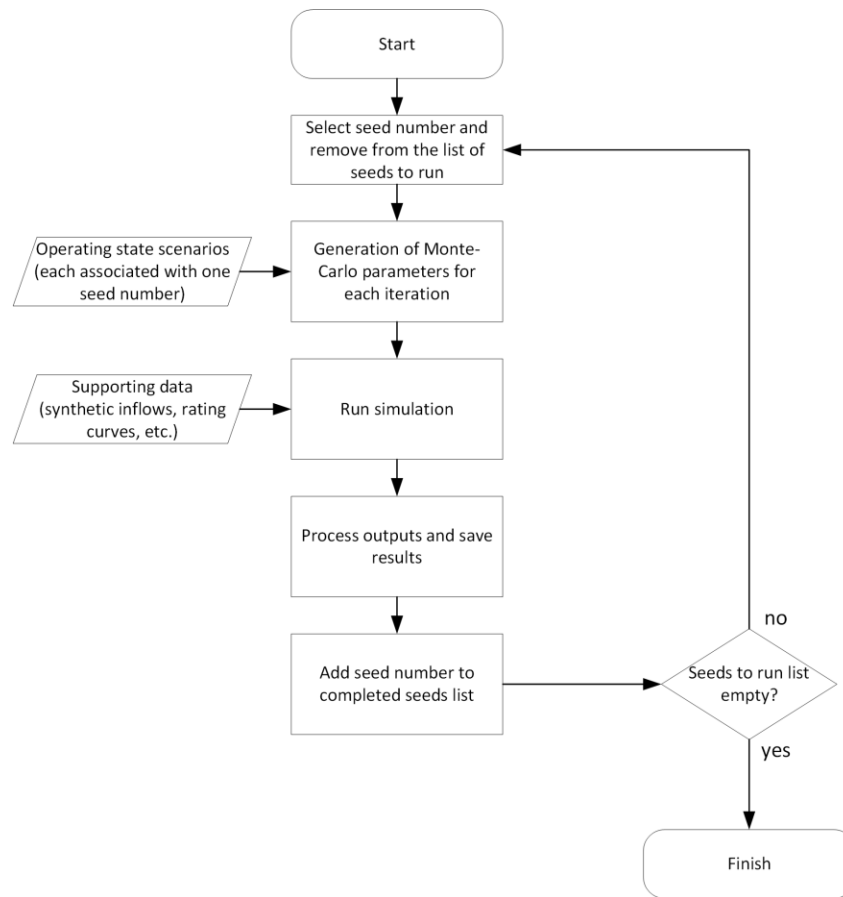 Start
Select seed number and
remove from the list of
seeds to run
Operating state scenarios
(each associated with one
seed number)
Generation of Monte-
Carlo parameters for
each iteration
Supporting data
(synthetic inflows, rating
curves, etc.)
Run simulation
Process outputs and save
results
Add seed number to
completed seeds list
no
Seeds to run list
empty?
yes
Finish